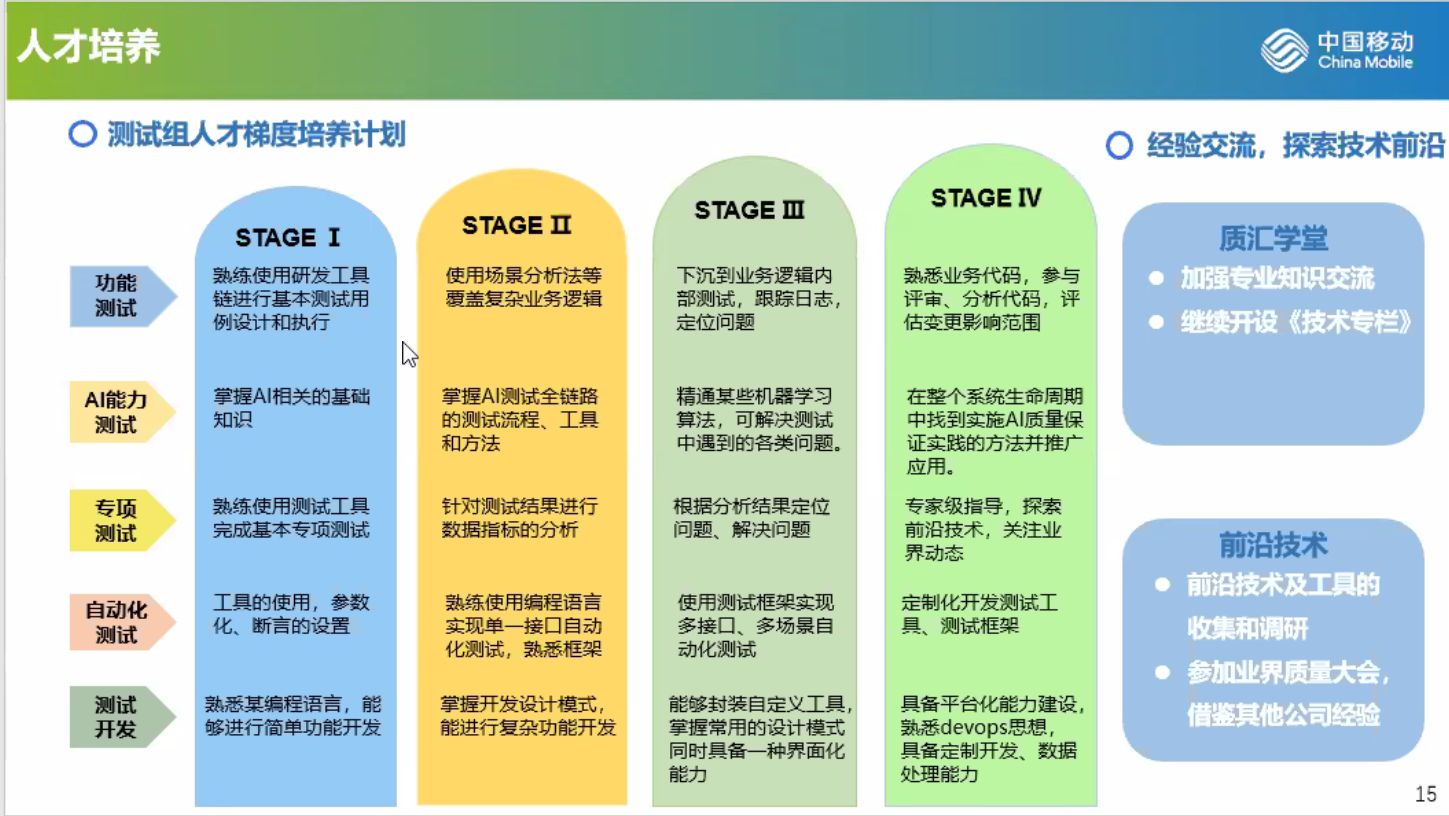 人才培养
中国移动
China Mobile
测试组人才梯度培养计划
经验交流，探索技术前沿
STAGE Ⅰ
STAGE Ⅱ
STAGE Ⅲ
STAGE Ⅳ
功能
测试
熟练使用研发工具
链进行基本测试用
例设计和执行
使用场景分析法等
覆盖复杂业务逻辑
下沉到业务逻辑内
部测试，跟踪日志，
定位问题
熟悉业务代码，参与
评审、分析代码，评
估变更影响范围
AI能力
测试
掌握AI相关的基础
知识
掌握AI测试全链路
的测试流程、工具
和方法
精通某些机器学习
算法，可解决测试
中遇到的各类问题。
在整个系统生命周期
中找到实施AI质量保
证实践的方法并推广
应用。
专项
测试
熟练使用测试工具
完成基本专项测试
针对测试结果进行
数据指标的分析
根据分析结果定位
问题、解决问题
专家级指导，探索
前沿技术，关注业
界动态
自动化
测试
工具的使用，参数
化、断言的设置
熟练使用编程语言
实现单一接口自动
化测试，熟悉框架
使用测试框架实现
多接口、多场景自
动化测试
定制化开发测试工
具、测试框架
测试
开发
熟悉某编程语言，能
够进行简单功能开发
掌握开发设计模式，
能进行复杂功能开发
能够封装自定义工具，
掌握常用的设计模式
同时具备一种界面化
能力
具备平台化能力建设，
熟悉devops思想，
具备定制开发、数据
处理能力
质汇学堂
● 加强专业知识交流
● 继续开设《技术专栏》
前沿技术
● 前沿技术及工具的
收集和调研
● 参加业界质量大会，
借鉴其他公司经验
15